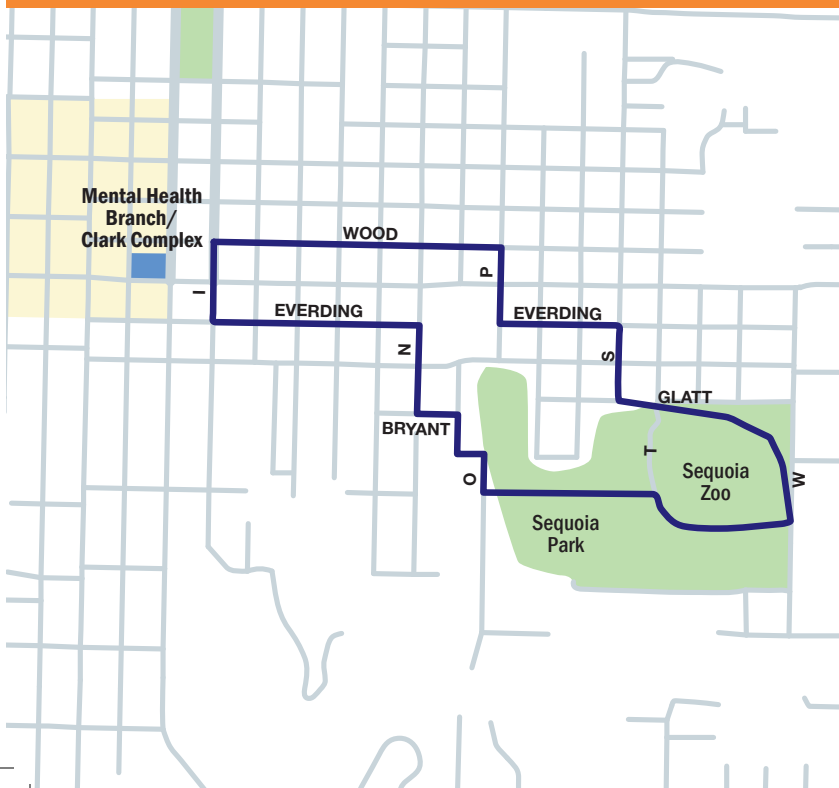 Mental Health
Branch/
Clark Complex
WOOD
P
I
EVERDING
EVERDING
N
S
GLATT
BRYANT
T
Sequoia
Zoo
W
O
Sequoia
Park